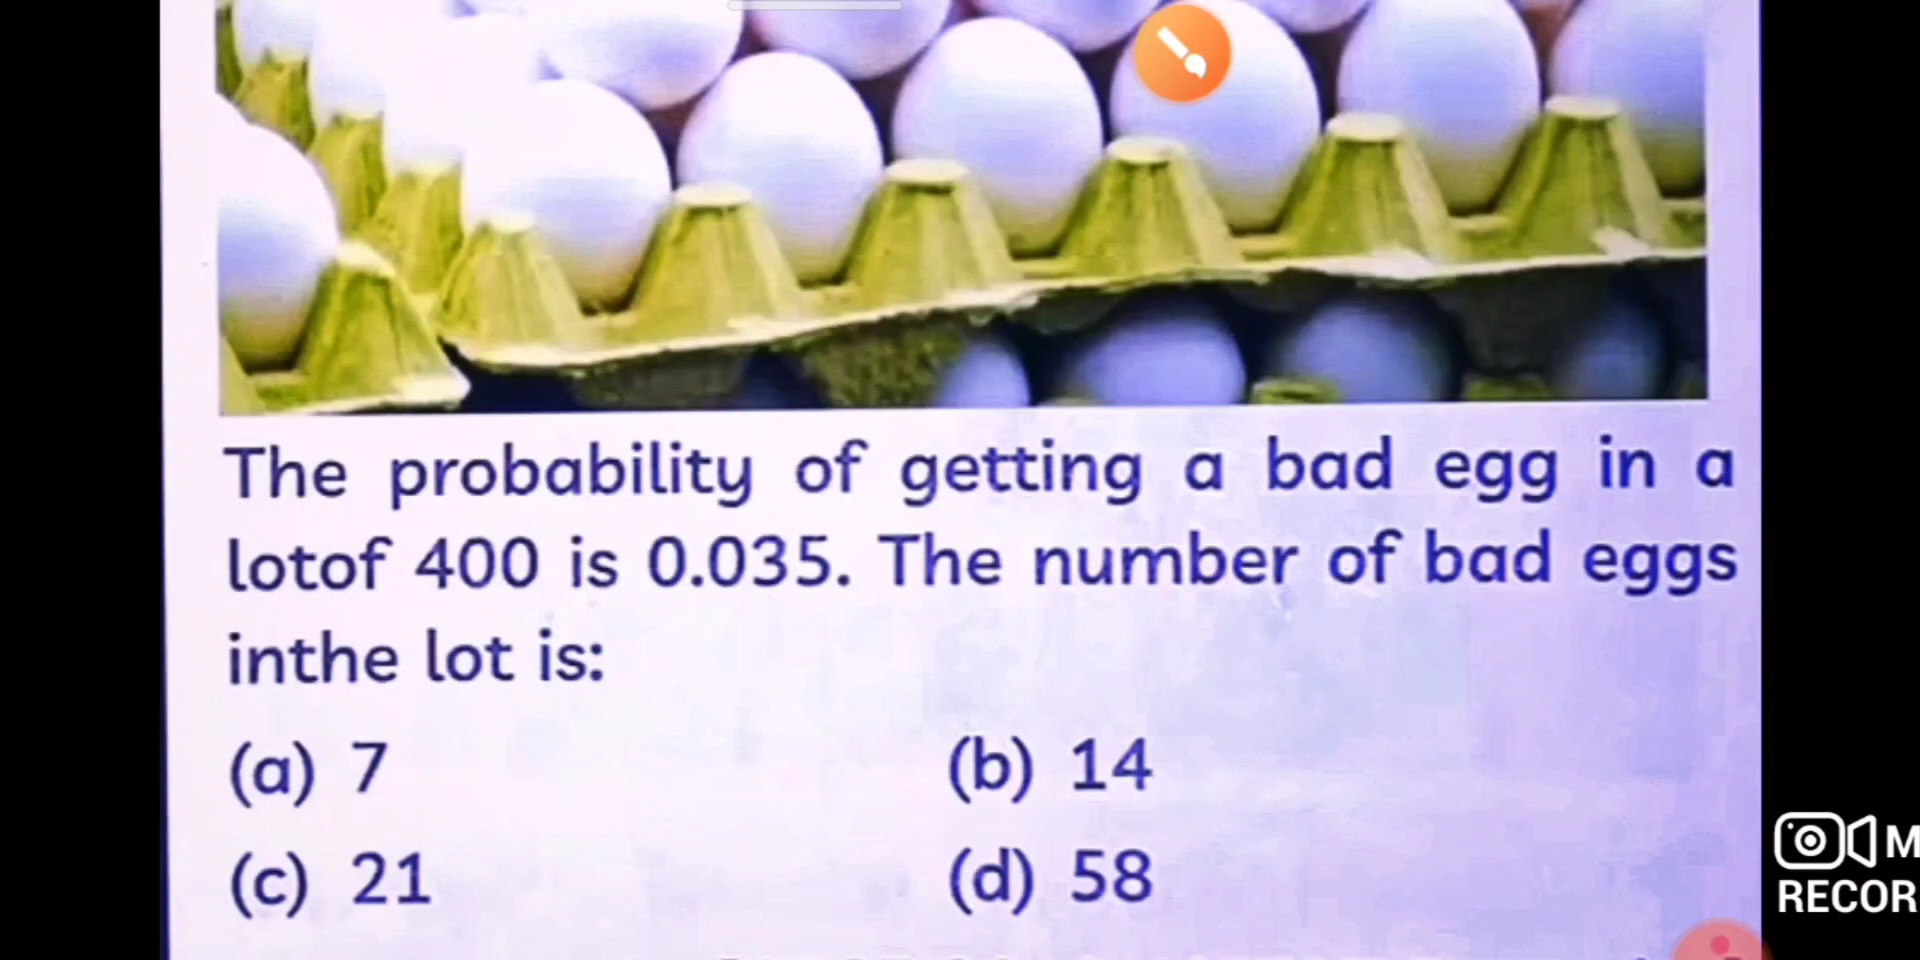 The probability of getting a bad egg in a
lotof 400 is 0.035. The number of bad eggs
inthe lot is:
(a) 7
(b) 14
(c) 21
(d) 58
M
RECOR